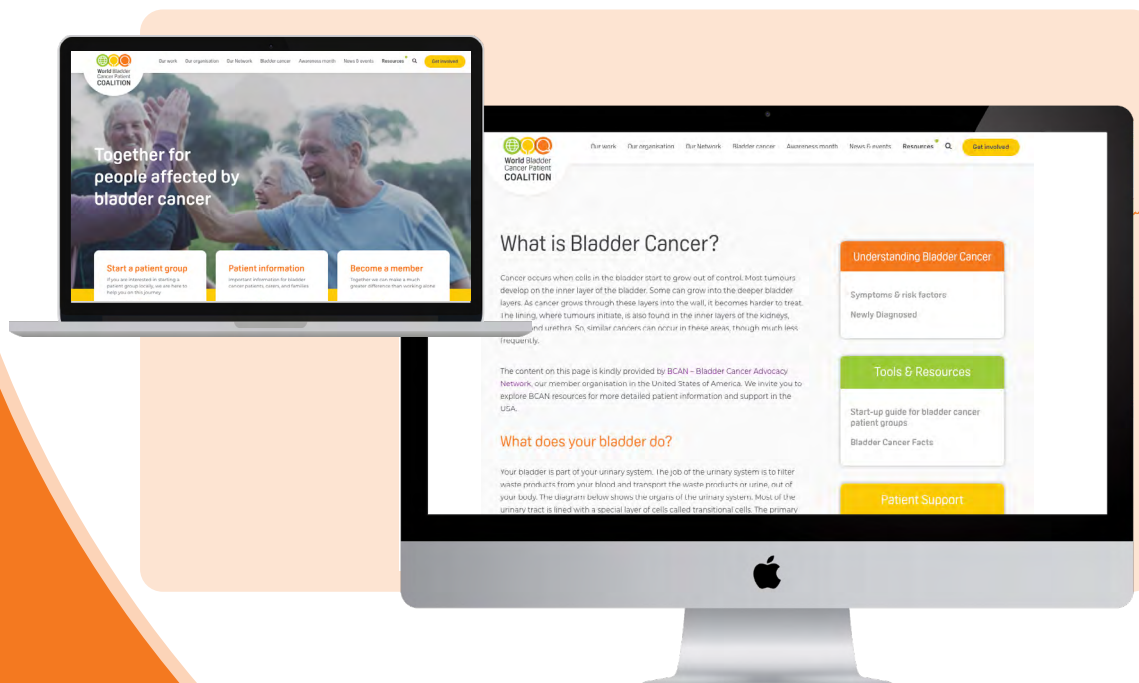 World Bladder
Cancer Patient
COALITION
Our work Our organisation Our Network Bladder cancer Awareness month News & events Resources Get involved
Together for
people affected by
bladder cancer
Start a patient group
If you are interested in starting a
patient group locally, we are here to
help you on this journey
Patient information
Important information for bladder
cancer patients, carers, and families
Become a member
Together we can make a much
greater difference than working alone
World Bladder
Cancer Patient
COALITION
Our work Our organisation Our Network Bladder cancer Awareness month News & events Resources Get involved
What is Bladder Cancer?
Cancer occurs when cells in the bladder start to grow out of control. Most tumours
develop on the inner layer of the bladder. Some can grow into the deeper bladder
layers. As cancer grows through these layers into the wall, it becomes harder to treat.
The lining, where tumours initiate, is also found in the inner layers of the kidneys,
and urethra. So, similar cancers can occur in these areas, though much less
frequently.
The content on this page is kindly provided by BCAN – Bladder Cancer Advocacy
Network, our member organisation in the United States of America. We invite you to
explore BCAN resources for more detailed patient information and support in the
USA.
What does your bladder do?
Your bladder is part of your urinary system. The job of the urinary system is to filter
waste products from your blood and transport the waste products or urine, out of
your body. The diagram below shows the organs of the urinary system. Most of the
urinary tract is lined with a special layer of cells called transitional cells. The primary
Understanding Bladder Cancer
Symptoms & risk factors
Newly Diagnosed
Tools & Resources
Start-up guide for bladder cancer
patient groups
Bladder Cancer Facts
Patient Support